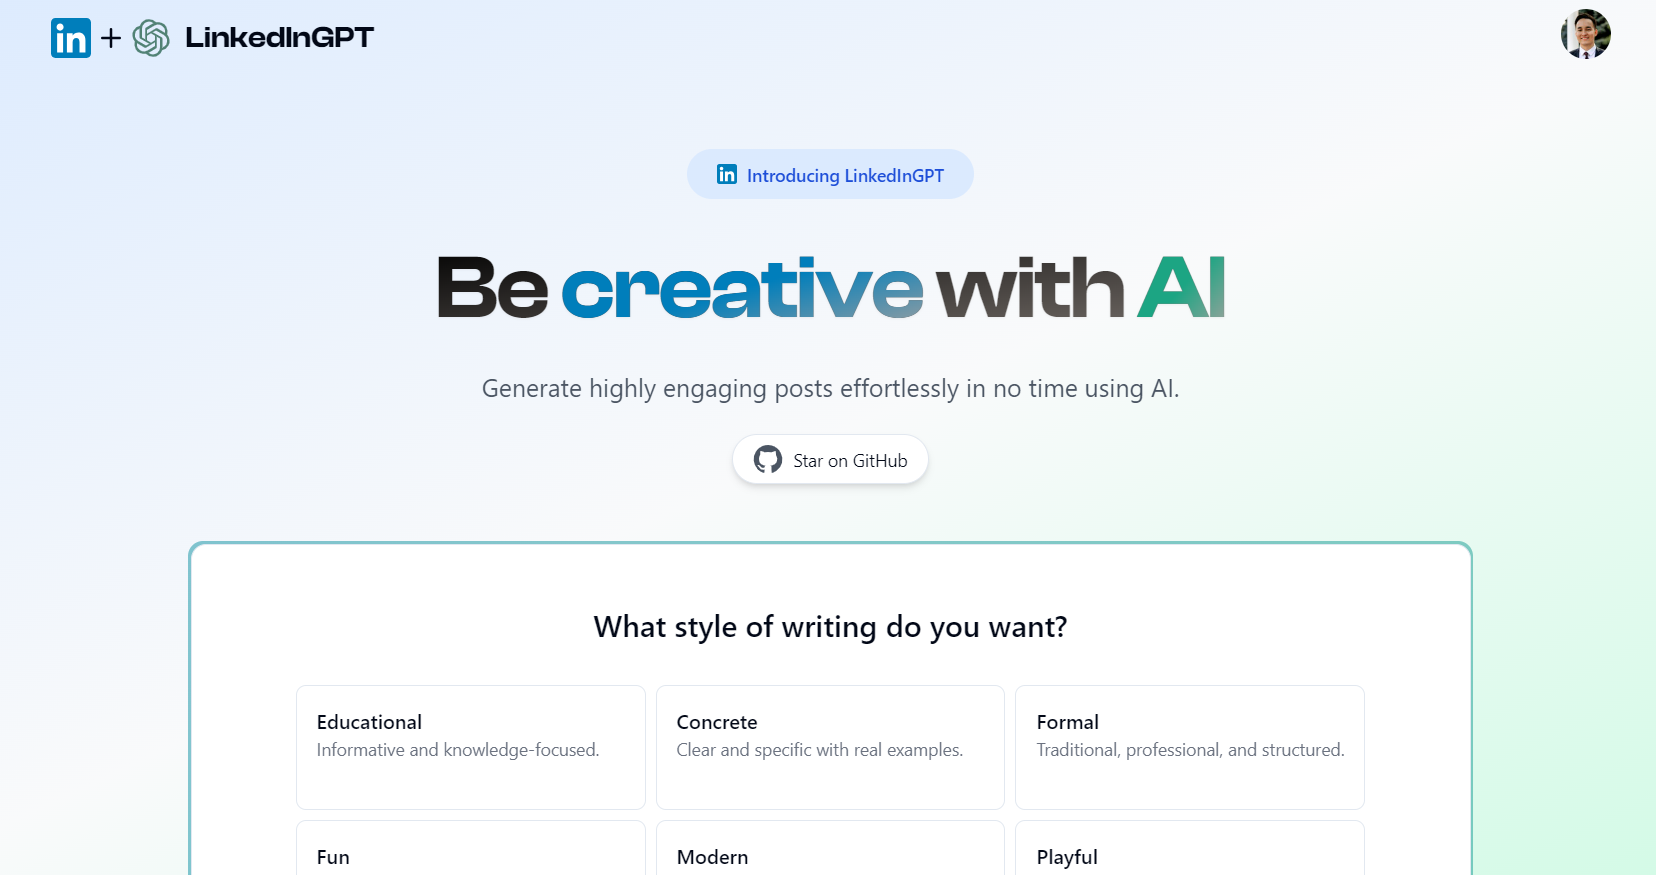 in + LinkedInGPT
in Introducing LinkedInGPT
Be creative with AI
Generate highly engaging posts effortlessly in no time using AI.
Star on GitHub
What style of writing do you want?
Educational
Informative and knowledge-focused.
Concrete
Clear and specific with real examples.
Formal
Traditional, professional, and structured.
Fun
Modern
Playful